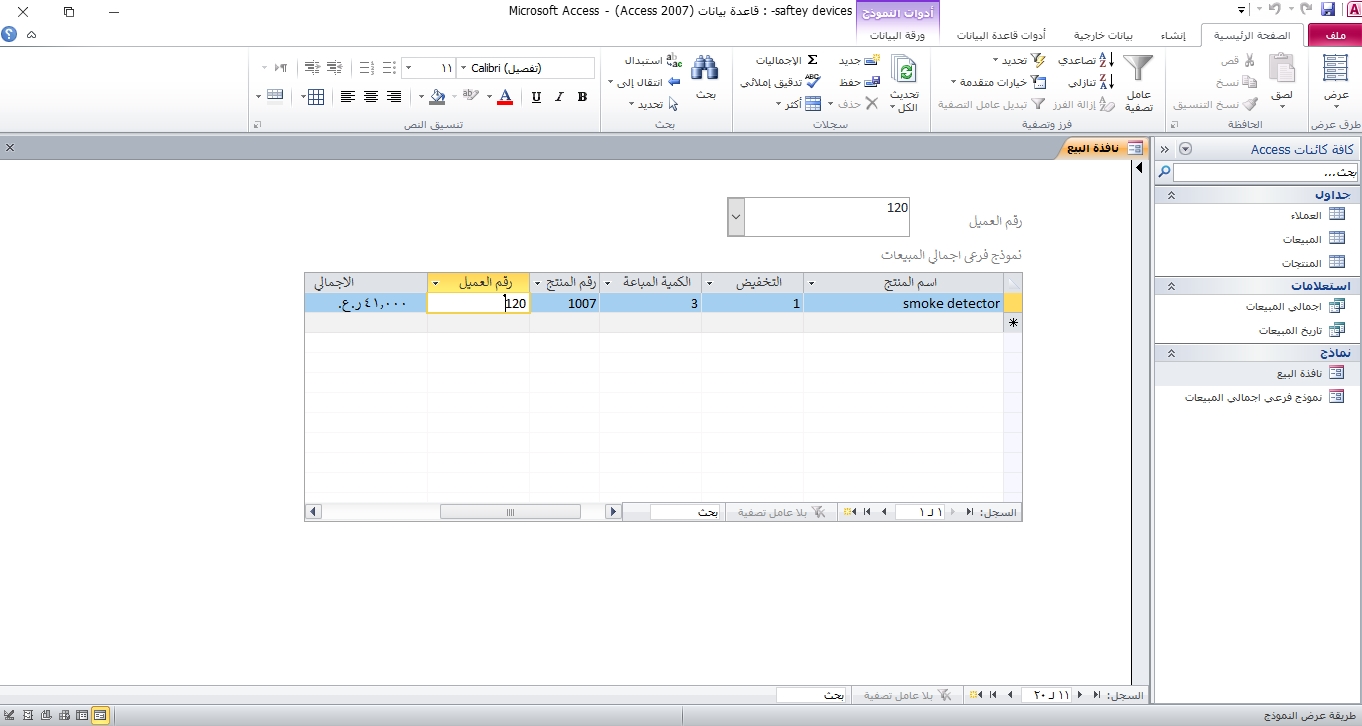 أدوات النموذج
saftey devices- : قاعدة بيانات (Access 2007) - Microsoft Access
ملف
الصفحة الرئيسية
إنشاء
بيانات خارجية
أدوات قاعدة البيانات
ورقة البيانات
عرض
طرق عرض
لصق
قص
نسخ
نسخ التنسيق
الحافظة
عامل تصفية
تصاعدي
تنازلي
إزالة الفرز
تحديد
خيارات متقدمة
تبديل عامل التصفية
فرز وتصفية
تحديث الكل
جديد
حفظ
حذف
الإجماليات
تدقيق إملائي
أكثر
سجلات
بحث
استبدال
انتقال إلى
تحديد
بحث
Calibri (تفصيل)
١١
B I U
تنسيق النص
كافة كائنات Access
بحث...
جداول
العملاء
المبيعات
المنتجات
استعلامات
اجمالي المبيعات
تاريخ المبيعات
نماذج
نافذة البيع
نموذج فرعي اجمالي المبيعات
نافذة البيع
رقم العميل
120
نموذج فرعي اجمالي المبيعات
اسم المنتج التخفيض الكمية المباعة رقم المنتج رقم العميل الاجمالي
smoke detector 1 3 1007 120 ٤١,٠٠٠ ر.ع.
السجل: ١ لـ ١ بلا عامل تصفية بحث
السجل: ١١ لـ ٢٠ بلا عامل تصفية بحث
طريقة عرض النموذج